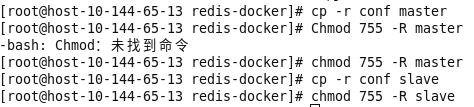 [root@host-10-144-65-13 redis-docker]# cp -r conf master
[root@host-10-144-65-13 redis-docker]# Chmod 755 -R master
-bash: Chmod: 未找到命令
[root@host-10-144-65-13 redis-docker]# chmod 755 -R master
[root@host-10-144-65-13 redis-docker]# cp -r conf slave
[root@host-10-144-65-13 redis-docker]# chmod 755 -R slave